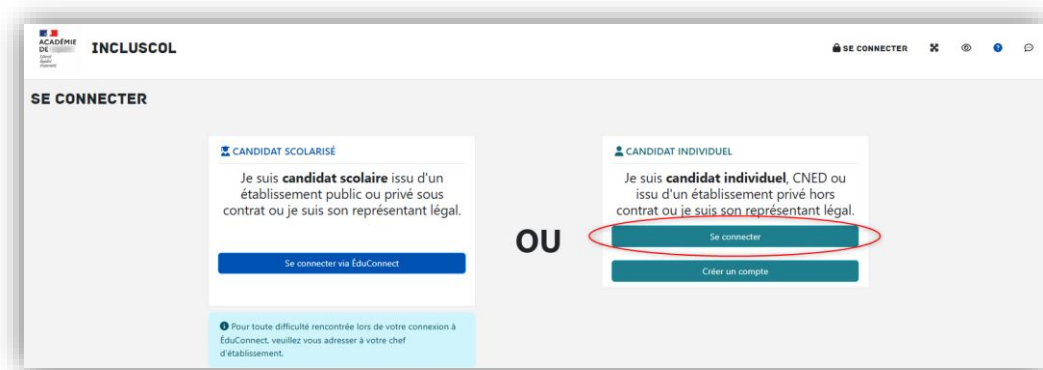 ACADÉMIE
DE
Liberté
Égalité
Fraternité
INCLUSCOL
SE CONNECTER
SE CONNECTER
CANDIDAT SCOLARISÉ
Je suis candidat scolaire issu d'un
établissement public ou privé sous
contrat ou je suis son représentant légal.
Se connecter via ÉduConnect
Pour toute difficulté rencontrée lors de votre connexion à
ÉduConnect, veuillez vous adresser à votre chef
d'établissement.
OU
CANDIDAT INDIVIDUEL
Je suis candidat individuel, CNED ou
issu d'un établissement privé hors
contrat ou je suis son représentant légal.
Se connecter
Créer un compte